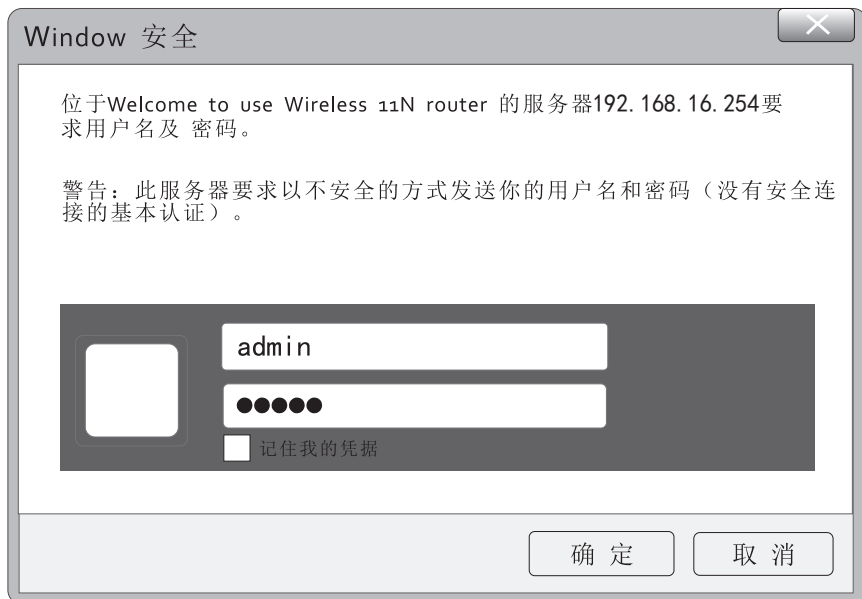 Window 安全
位于Welcome to use Wireless 11N router 的服务器192.168.16.254要
求用户名及 密码。
警告：此服务器要求以不安全的方式发送你的用户名和密码（没有安全连
接的基本认证）。
admin
●●●●●
记住我的凭据
确 定
取 消